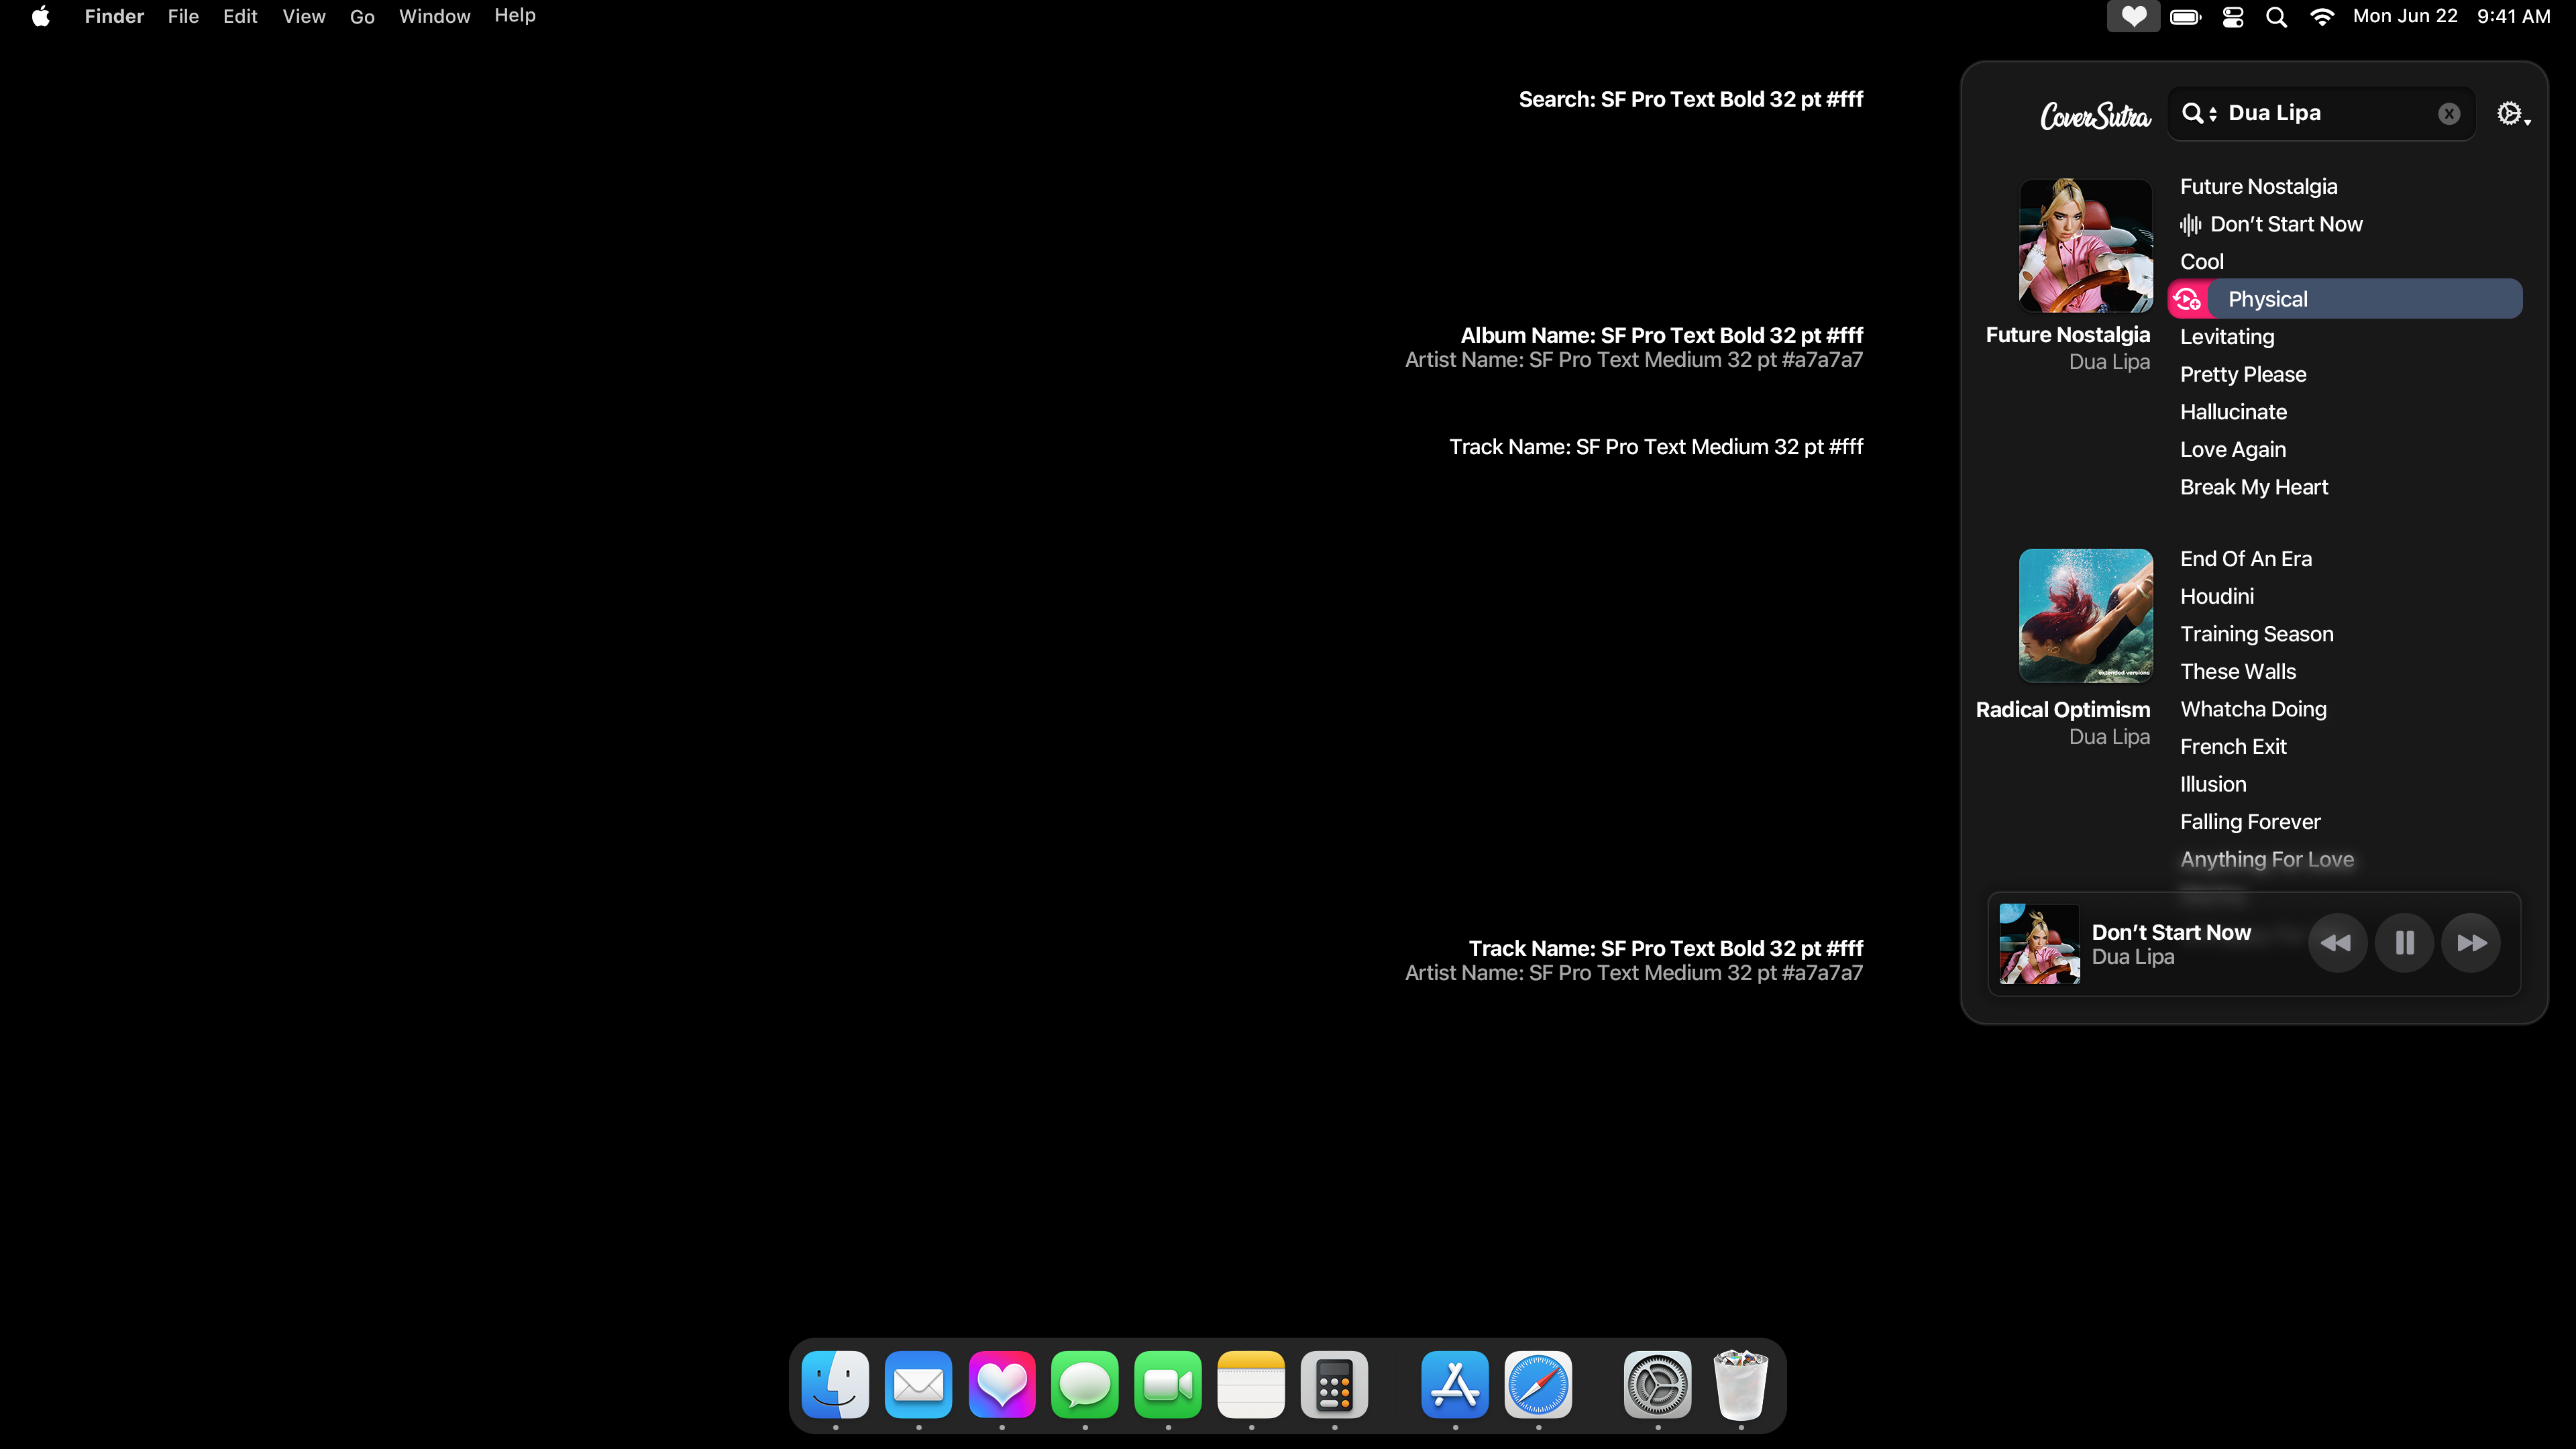 Finder File Edit View Go Window Help
Mon Jun 22 9:41 AM
Search: SF Pro Text Bold 32 pt #fff
CoverSutra
Dua Lipa
Album Name: SF Pro Text Bold 32 pt #fff
Artist Name: SF Pro Text Medium 32 pt #a7a7a7
Track Name: SF Pro Text Medium 32 pt #fff
Track Name: SF Pro Text Bold 32 pt #fff
Artist Name: SF Pro Text Medium 32 pt #a7a7a7
Future Nostalgia
Dua Lipa
Future Nostalgia
Don’t Start Now
Cool
Physical
Levitating
Pretty Please
Hallucinate
Love Again
Break My Heart
extended versions
Radical Optimism
Dua Lipa
End Of An Era
Houdini
Training Season
These Walls
Whatcha Doing
French Exit
Illusion
Falling Forever
Anything For Love
Don’t Start Now
Dua Lipa